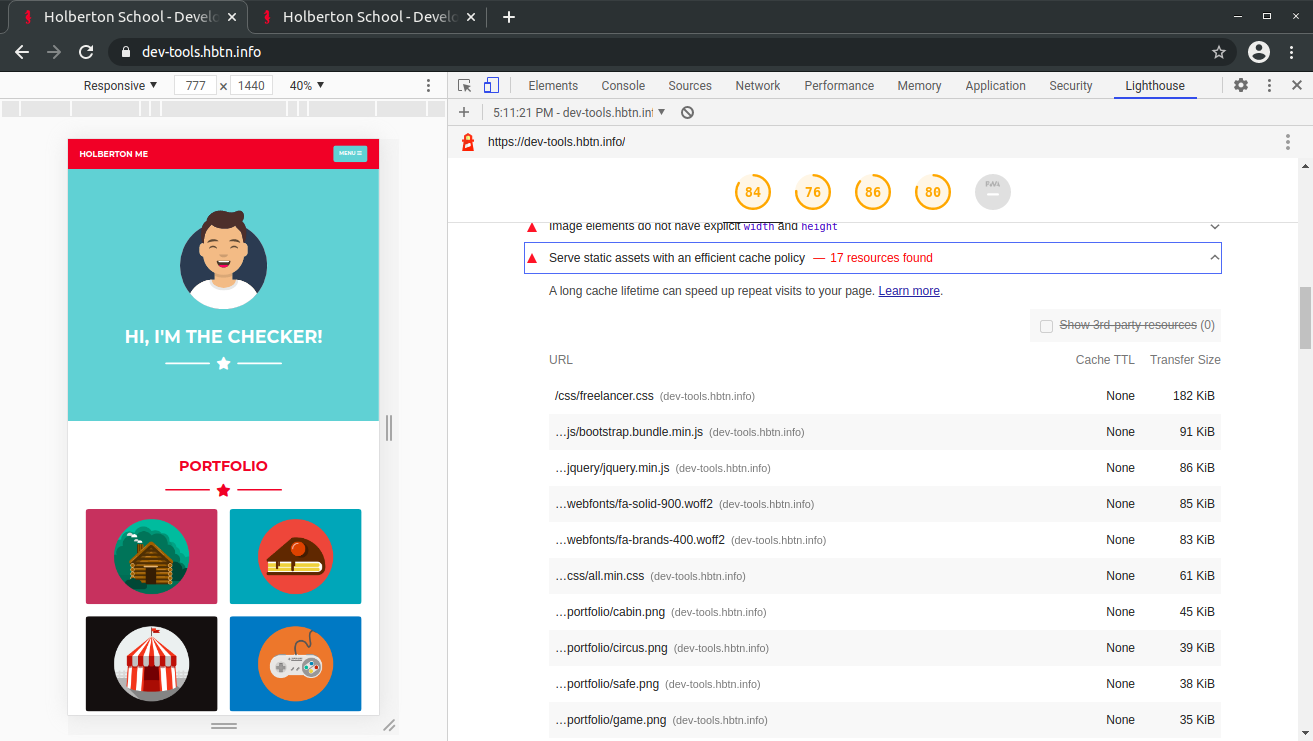 Holberton School - Develo
Holberton School - Develo
dev-tools.hbtn.info
Responsive 777 × 1440 40%
Elements Console Sources Network Performance Memory Application Security Lighthouse
5:11:21 PM - dev-tools.hbtn.inf
https://dev-tools.hbtn.info/
84 76 86 80 PWA
HOLBERTON ME
MENU
HI, I'M THE CHECKER!
PORTFOLIO
Image elements do not have explicit width and height
Serve static assets with an efficient cache policy — 17 resources found
A long cache lifetime can speed up repeat visits to your page. Learn more.
Show 3rd-party resources (0)
URL Cache TTL Transfer Size
/css/freelancer.css (dev-tools.hbtn.info) None 182 KiB
…js/bootstrap.bundle.min.js (dev-tools.hbtn.info) None 91 KiB
…jquery/jquery.min.js (dev-tools.hbtn.info) None 86 KiB
…webfonts/fa-solid-900.woff2 (dev-tools.hbtn.info) None 85 KiB
…webfonts/fa-brands-400.woff2 (dev-tools.hbtn.info) None 83 KiB
…css/all.min.css (dev-tools.hbtn.info) None 61 KiB
…portfolio/cabin.png (dev-tools.hbtn.info) None 45 KiB
…portfolio/circus.png (dev-tools.hbtn.info) None 39 KiB
…portfolio/safe.png (dev-tools.hbtn.info) None 38 KiB
…portfolio/game.png (dev-tools.hbtn.info) None 35 KiB